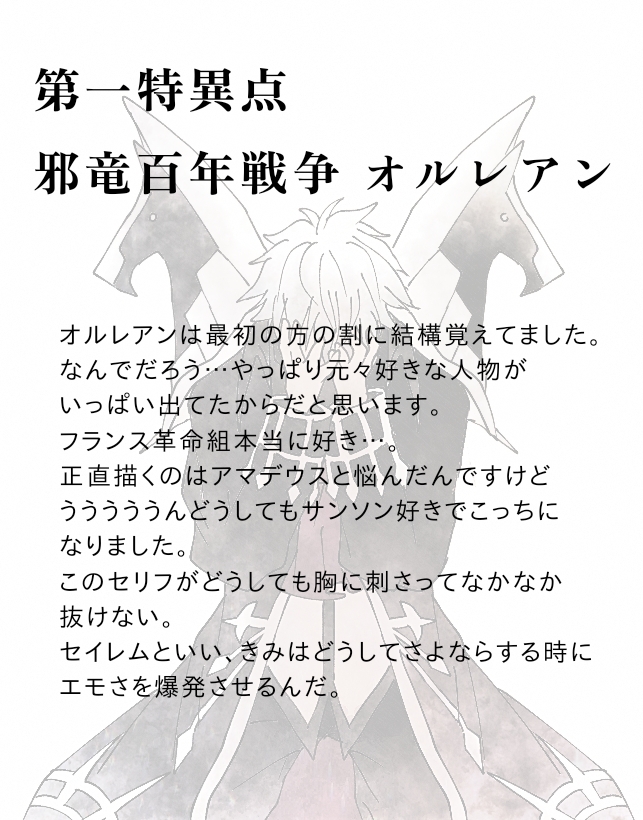 第一特異点
邪竜百年戦争 オルレアン
オルレアンは最初の方の割に結構覚えてました。
なんでだろう…やっぱり元々好きな人物が
いっぱい出てたからだと思います。
フランス革命組本当に好き…。
正直描くのはアマデウスと悩んだんですけど
うううううんどうしてもサンソン好きでこっちに
なりました。
このセリフがどうしても胸に刺さってなかなか
抜けない。
セイレムといい、きみはどうしてさよならする時に
エモさを爆発させるんだ。